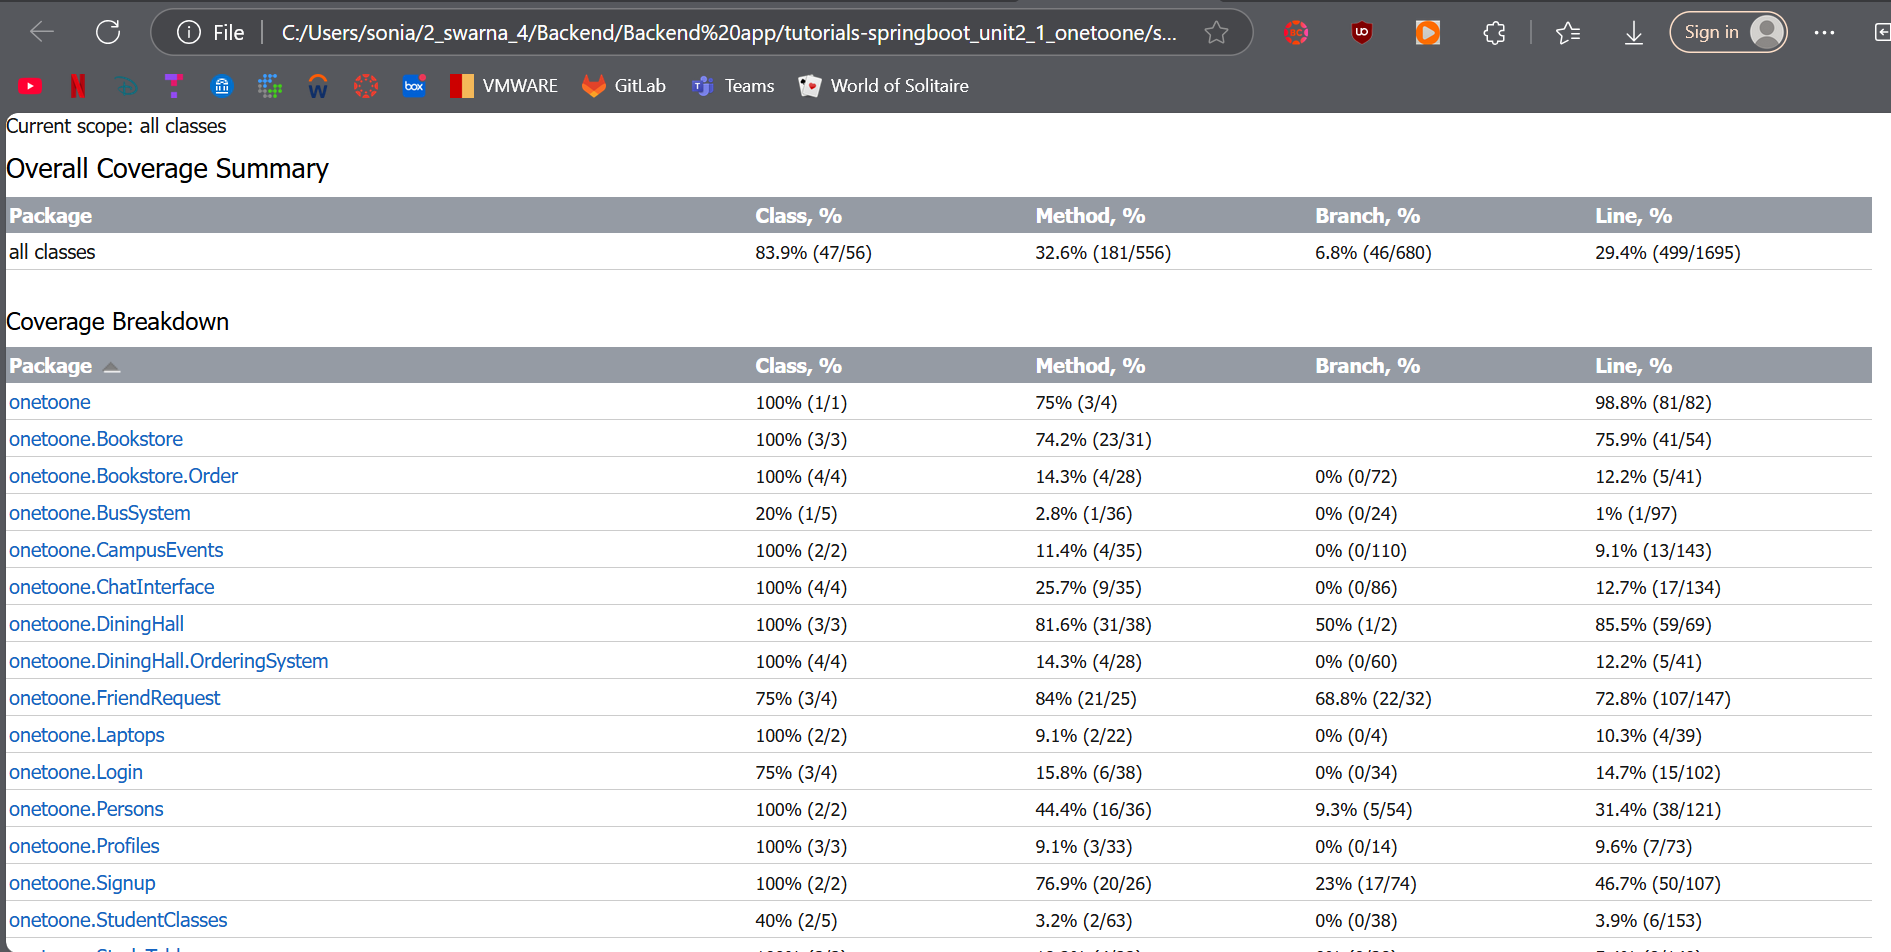 File C:/Users/sonia/2_swarna_4/Backend/Backend%20app/tutorials-springboot_unit2_1_onetoone/s... Sign in
box VMWARE GitLab Teams World of Solitaire
Current scope: all classes
Overall Coverage Summary
Package Class, % Method, % Branch, % Line, %
all classes 83.9% (47/56) 32.6% (181/556) 6.8% (46/680) 29.4% (499/1695)
Coverage Breakdown
Package Class, % Method, % Branch, % Line, %
onetoone 100% (1/1) 75% (3/4) 98.8% (81/82)
onetoone.Bookstore 100% (3/3) 74.2% (23/31) 75.9% (41/54)
onetoone.Bookstore.Order 100% (4/4) 14.3% (4/28) 0% (0/72) 12.2% (5/41)
onetoone.BusSystem 20% (1/5) 2.8% (1/36) 0% (0/24) 1% (1/97)
onetoone.CampusEvents 100% (2/2) 11.4% (4/35) 0% (0/110) 9.1% (13/143)
onetoone.ChatInterface 100% (4/4) 25.7% (9/35) 0% (0/86) 12.7% (17/134)
onetoone.DiningHall 100% (3/3) 81.6% (31/38) 50% (1/2) 85.5% (59/69)
onetoone.DiningHall.OrderingSystem 100% (4/4) 14.3% (4/28) 0% (0/60) 12.2% (5/41)
onetoone.FriendRequest 75% (3/4) 84% (21/25) 68.8% (22/32) 72.8% (107/147)
onetoone.Laptops 100% (2/2) 9.1% (2/22) 0% (0/4) 10.3% (4/39)
onetoone.Login 75% (3/4) 15.8% (6/38) 0% (0/34) 14.7% (15/102)
onetoone.Persons 100% (2/2) 44.4% (16/36) 9.3% (5/54) 31.4% (38/121)
onetoone.Profiles 100% (3/3) 9.1% (3/33) 0% (0/14) 9.6% (7/73)
onetoone.Signup 100% (2/2) 76.9% (20/26) 23% (17/74) 46.7% (50/107)
onetoone.StudentClasses 40% (2/5) 3.2% (2/63) 0% (0/38) 3.9% (6/153)